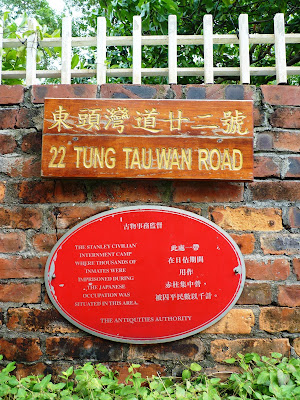 東頭灣道廿二號
22 TUNG TAU WAN ROAD
古物事務監督
THE STANLEY CIVILIAN
INTERNMENT CAMP
WHERE THOUSANDS OF
INMATES WERE
IMPRISONED DURING
THE JAPANESE
OCCUPATION WAS
SITUATED IN THIS AREA.
此處一帶
在日佔期間
用作
赤柱集中營，
被囚平民數以千計。
THE ANTIQUITIES AUTHORITY